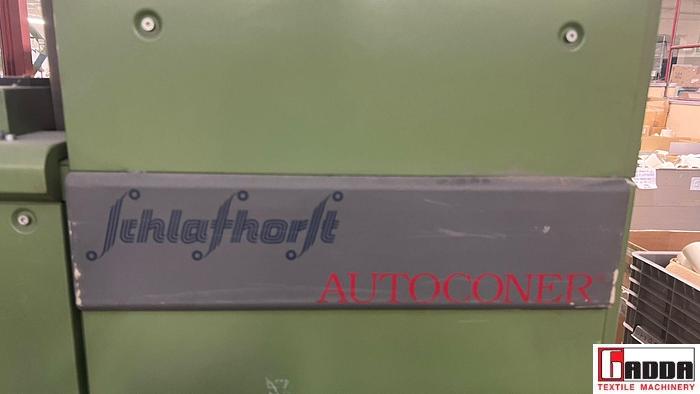 Schlafhorst
AUTOCONER®
GADDA
TEXTILE MACHINERY